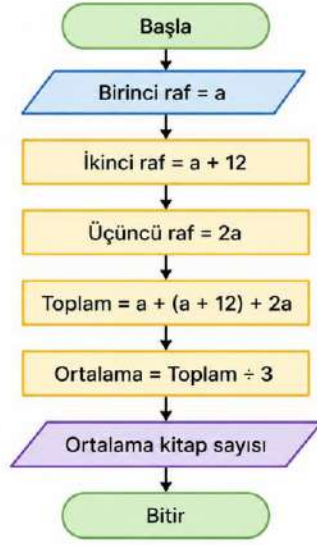 Başla
Birinci raf = a
İkinci raf = a + 12
Üçüncü raf = 2a
Toplam = a + (a + 12) + 2a
Ortalama = Toplam ÷ 3
Ortalama kitap sayısı
Bitir